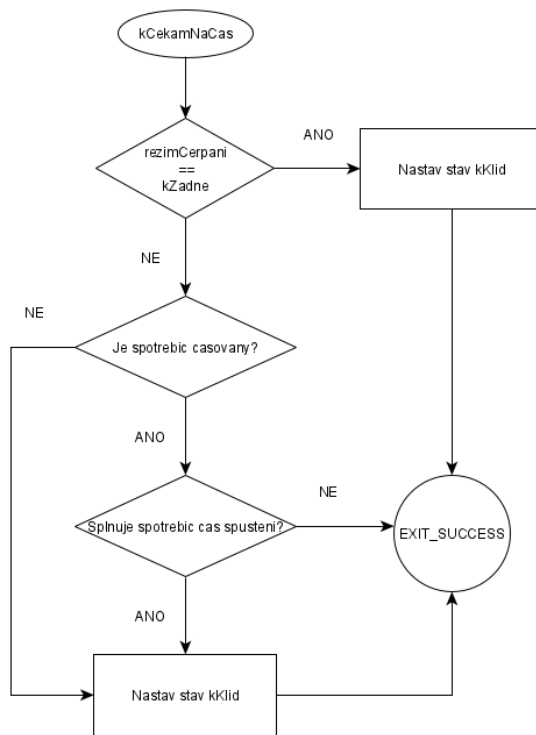 kCekamNaCas
rezimCerpani
==
kZadne
ANO
Nastav stav kKlid
NE
NE
Je spotrebic casovany?
ANO
Splnuje spotrebic cas spusteni?
NE
EXIT_SUCCESS
ANO
Nastav stav kKlid